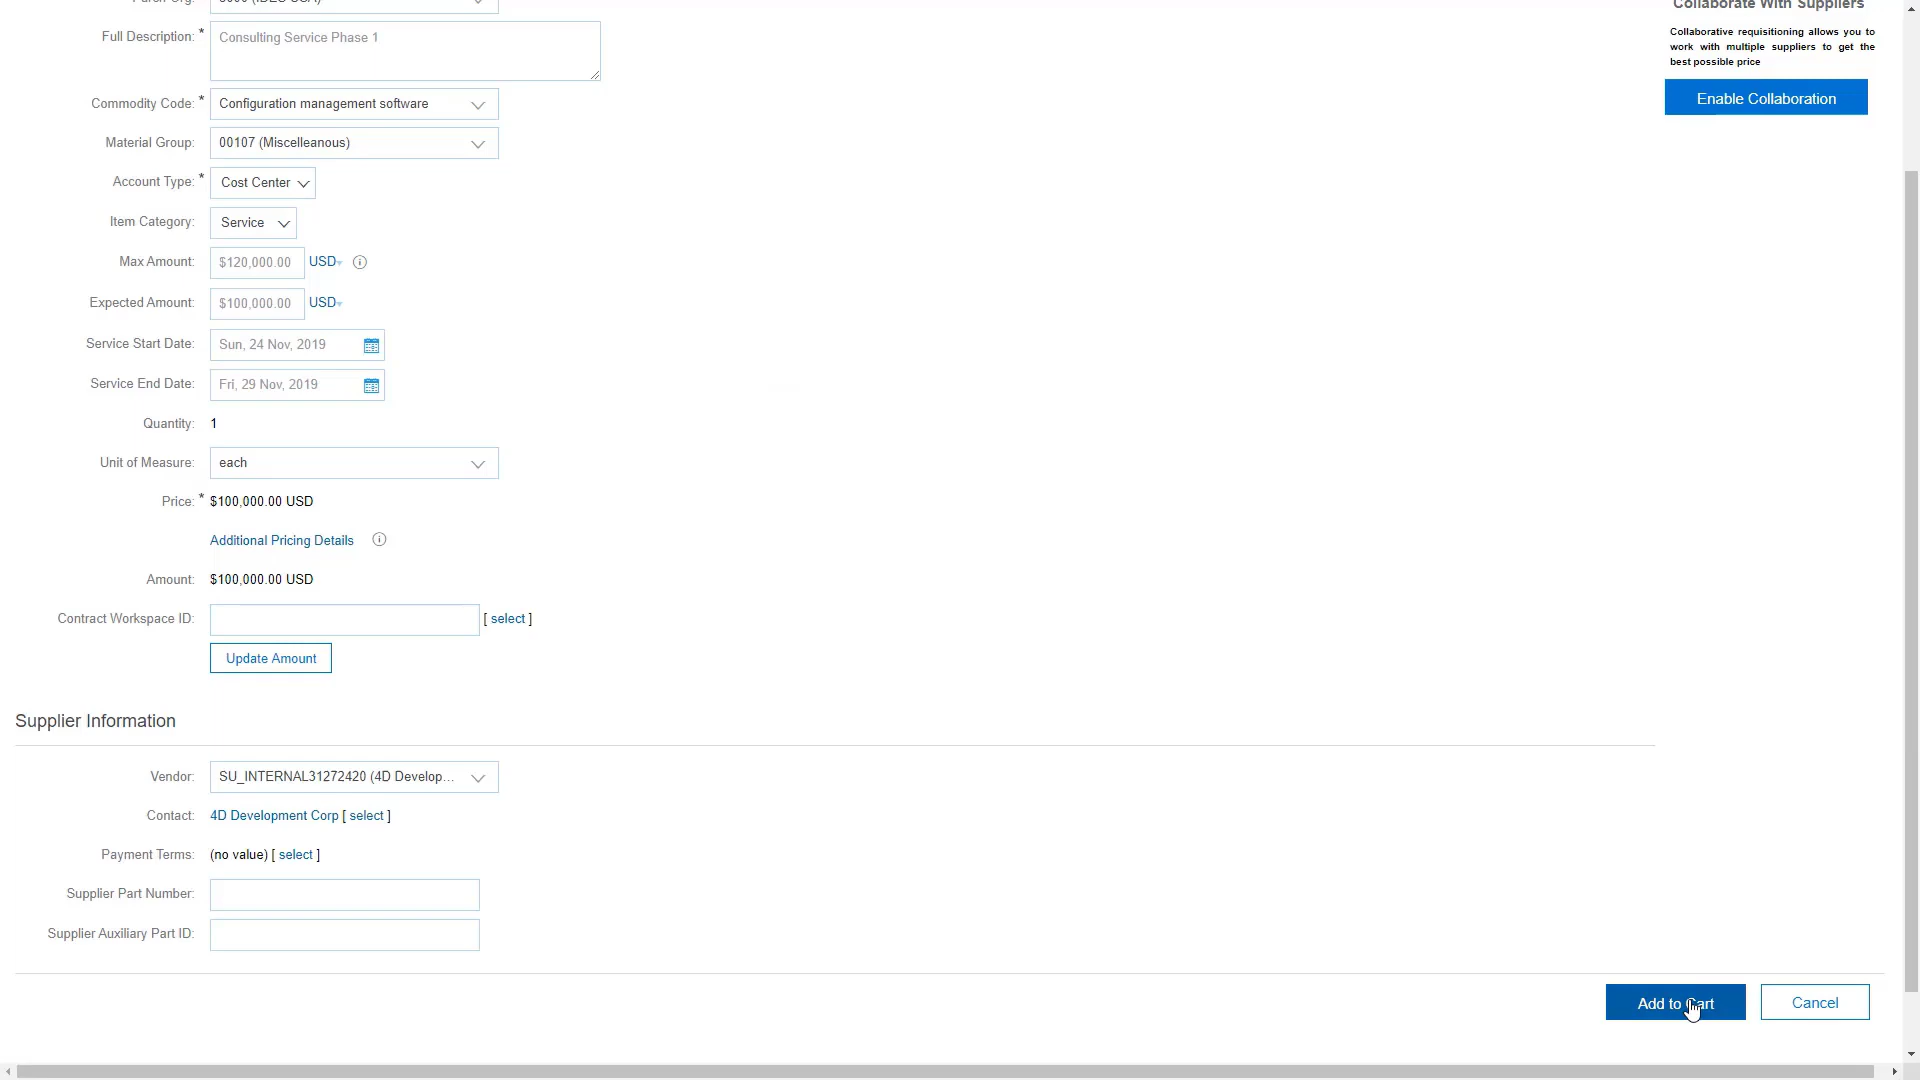 Collaborate With Suppliers
Full Description: * Consulting Service Phase 1
Collaborative requisitioning allows you to
work with multiple suppliers to get the
best possible price
Enable Collaboration
Commodity Code: * Configuration management software
Material Group: 00107 (Miscelleanous)
Account Type: * Cost Center
Item Category: Service
Max Amount: $120,000.00 USD
Expected Amount: $100,000.00 USD
Service Start Date: Sun, 24 Nov, 2019
Service End Date: Fri, 29 Nov, 2019
Quantity: 1
Unit of Measure: each
Price: * $100,000.00 USD
Additional Pricing Details
Amount: $100,000.00 USD
Contract Workspace ID: [ select ]
Update Amount
Supplier Information
Vendor: SU_INTERNAL31272420 (4D Develop...
Contact: 4D Development Corp [ select ]
Payment Terms: (no value) [ select ]
Supplier Part Number:
Supplier Auxiliary Part ID:
Add to Cart Cancel